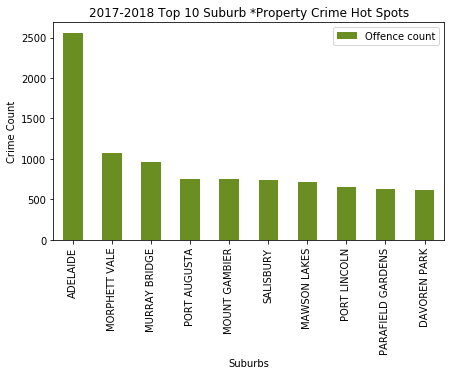 2017-2018 Top 10 Suburb *Property Crime Hot Spots
Offence count
Crime Count
2500
2000
1500
1000
500
0
ADELAIDE
MORPHETT VALE
MURRAY BRIDGE
PORT AUGUSTA
MOUNT GAMBIER
SALISBURY
MAWSON LAKES
PORT LINCOLN
PARAFIELD GARDENS
DAVOREN PARK
Suburbs